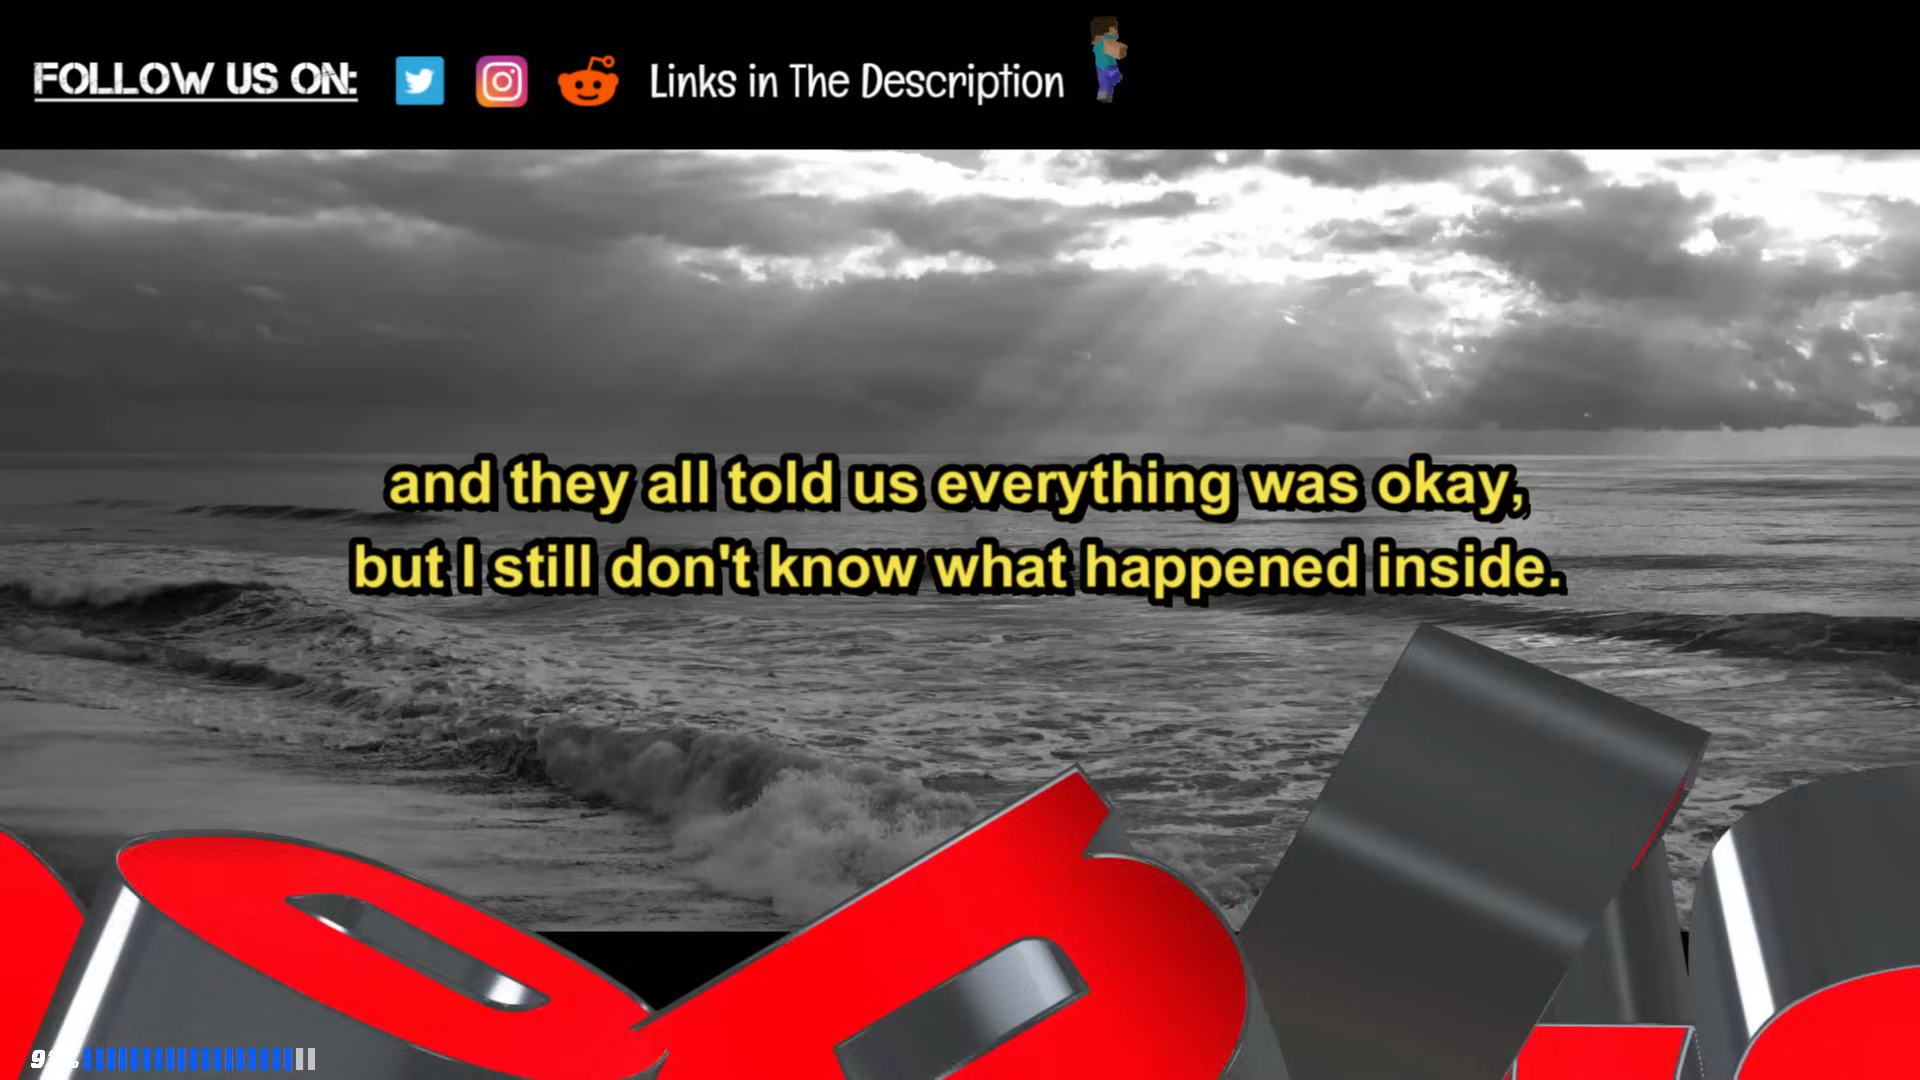 FOLLOW US ON: Links in The Description
and they all told us everything was okay,
but I still don't know what happened inside.